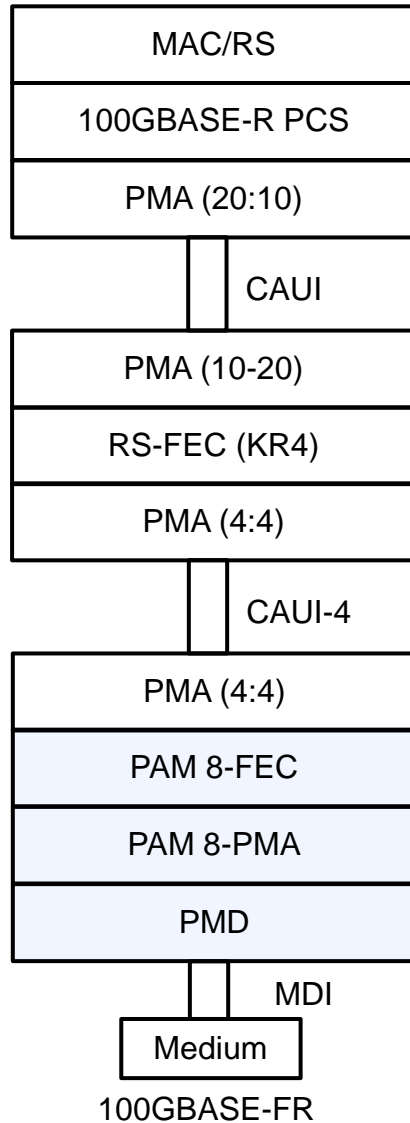 MAC/RS
100GBASE-R PCS
PMA (20:10)
CAUI
PMA (10-20)
RS-FEC (KR4)
PMA (4:4)
CAUI-4
PMA (4:4)
PAM 8-FEC
PAM 8-PMA
PMD
MDI
Medium
100GBASE-FR